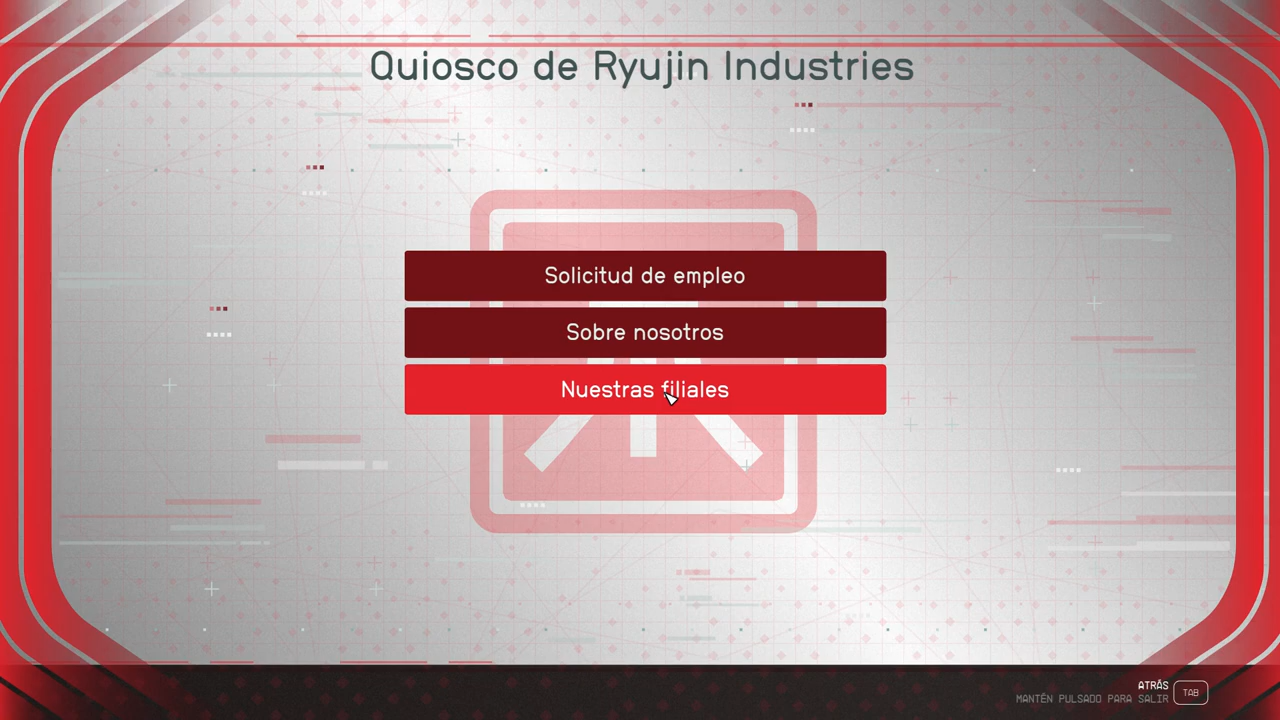 Quiosco de Ryujin Industries
Solicitud de empleo
Sobre nosotros
Nuestras filiales
ATRÁS
MANTÉN PULSADO PARA SALIR
TAB